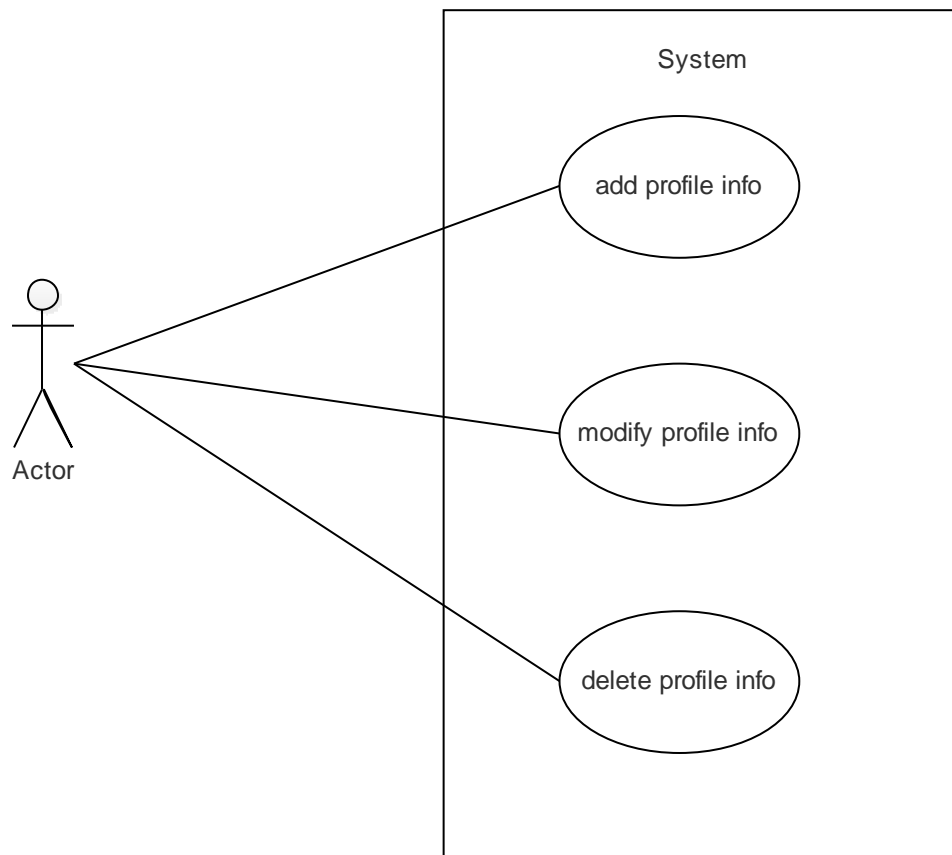 System
add profile info
modify profile info
Actor
delete profile info